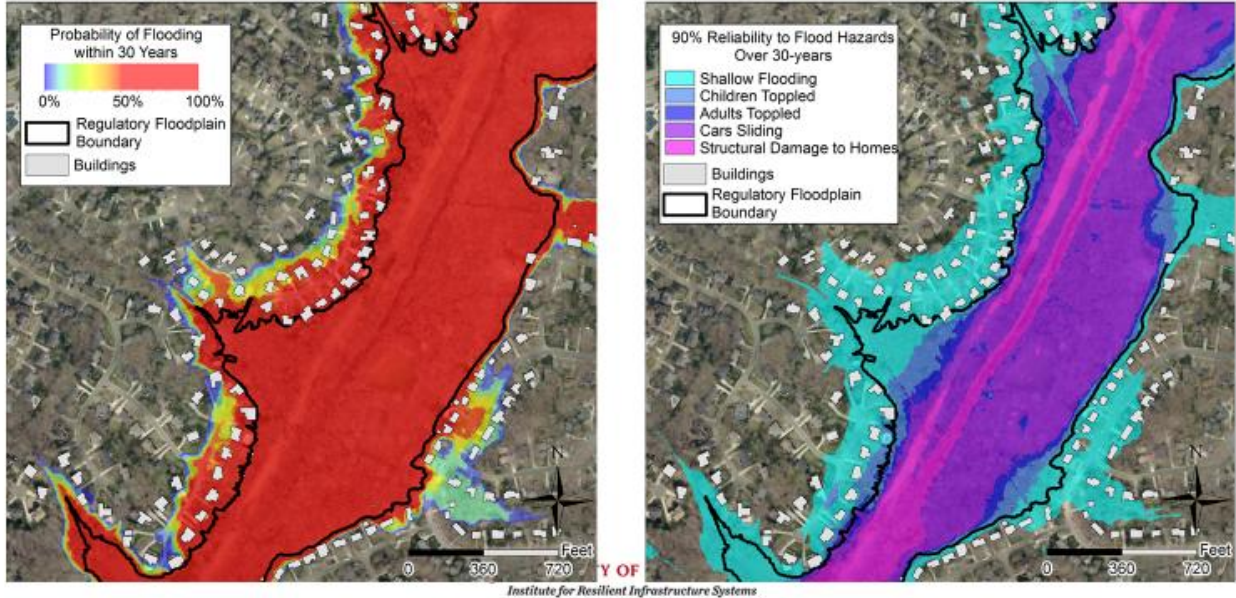 Probability of Flooding
within 30 Years
0% 50% 100%
Regulatory Floodplain
Boundary
Buildings
N
Feet
0 360 720
90% Reliability to Flood Hazards
Over 30-years
Shallow Flooding
Children Toppled
Adults Toppled
Cars Sliding
Structural Damage to Homes
Buildings
Regulatory Floodplain
Boundary
N
Feet
0 360 720
Y OF
Institute for Resilient Infrastructure Systems